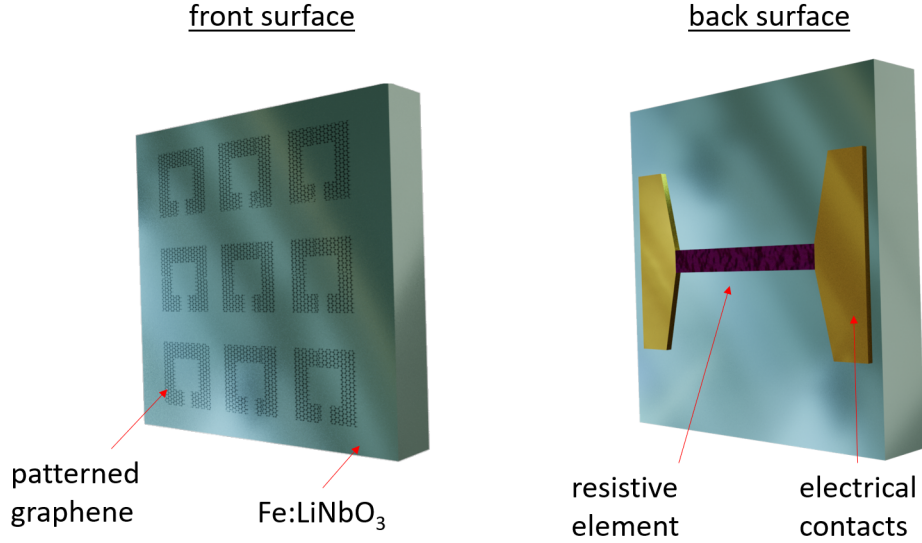 front surface
back surface
patterned
graphene
Fe:LiNbO₃
resistive
element
electrical
contacts